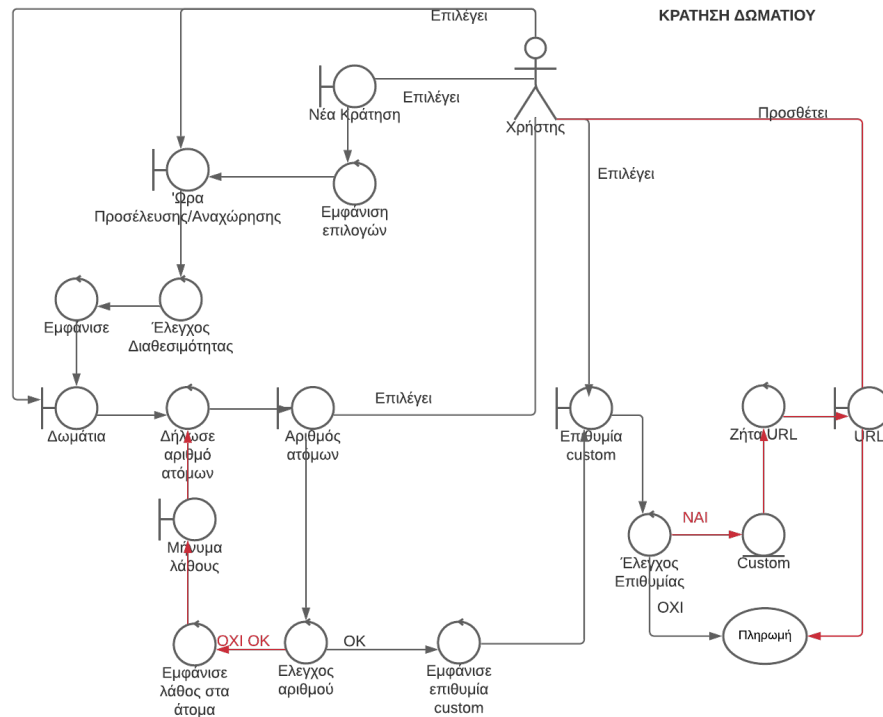 Επιλέγει
ΚΡΑΤΗΣΗ ΔΩΜΑΤΙΟΥ
Επιλέγει
Νέα Κράτηση
Προσθέτει
Χρήστης
Επιλέγει
'Ώρα
Προσέλευσης/Αναχώρησης
Εμφάνιση
επιλογών
Εμφάνισε
Έλεγχος
Διαθεσιμότητας
Επιλέγει
Δωμάτια
Δήλωσε
αριθμό
ατόμων
Αριθμός
ατόμων
Επιθυμία
custom
Ζήτα URL
URL
ΝΑΙ
Μήνυμα
λάθους
Έλεγχος
Επιθυμίας
Custom
ΟΧΙ
Πληρωμή
ΟΧΙ ΟΚ
ΟΚ
Εμφάνισε
λάθος στα
άτομα
Ελεγχος
αριθμού
Εμφάνισε
επιθυμία
custom